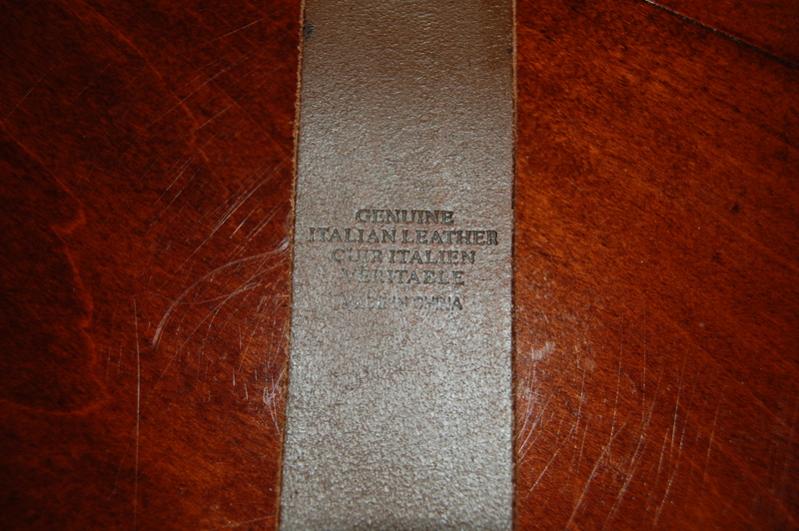 GENUINE
ITALIAN LEATHER
CUIR ITALIEN
VERITABLE
MADE IN CHINA